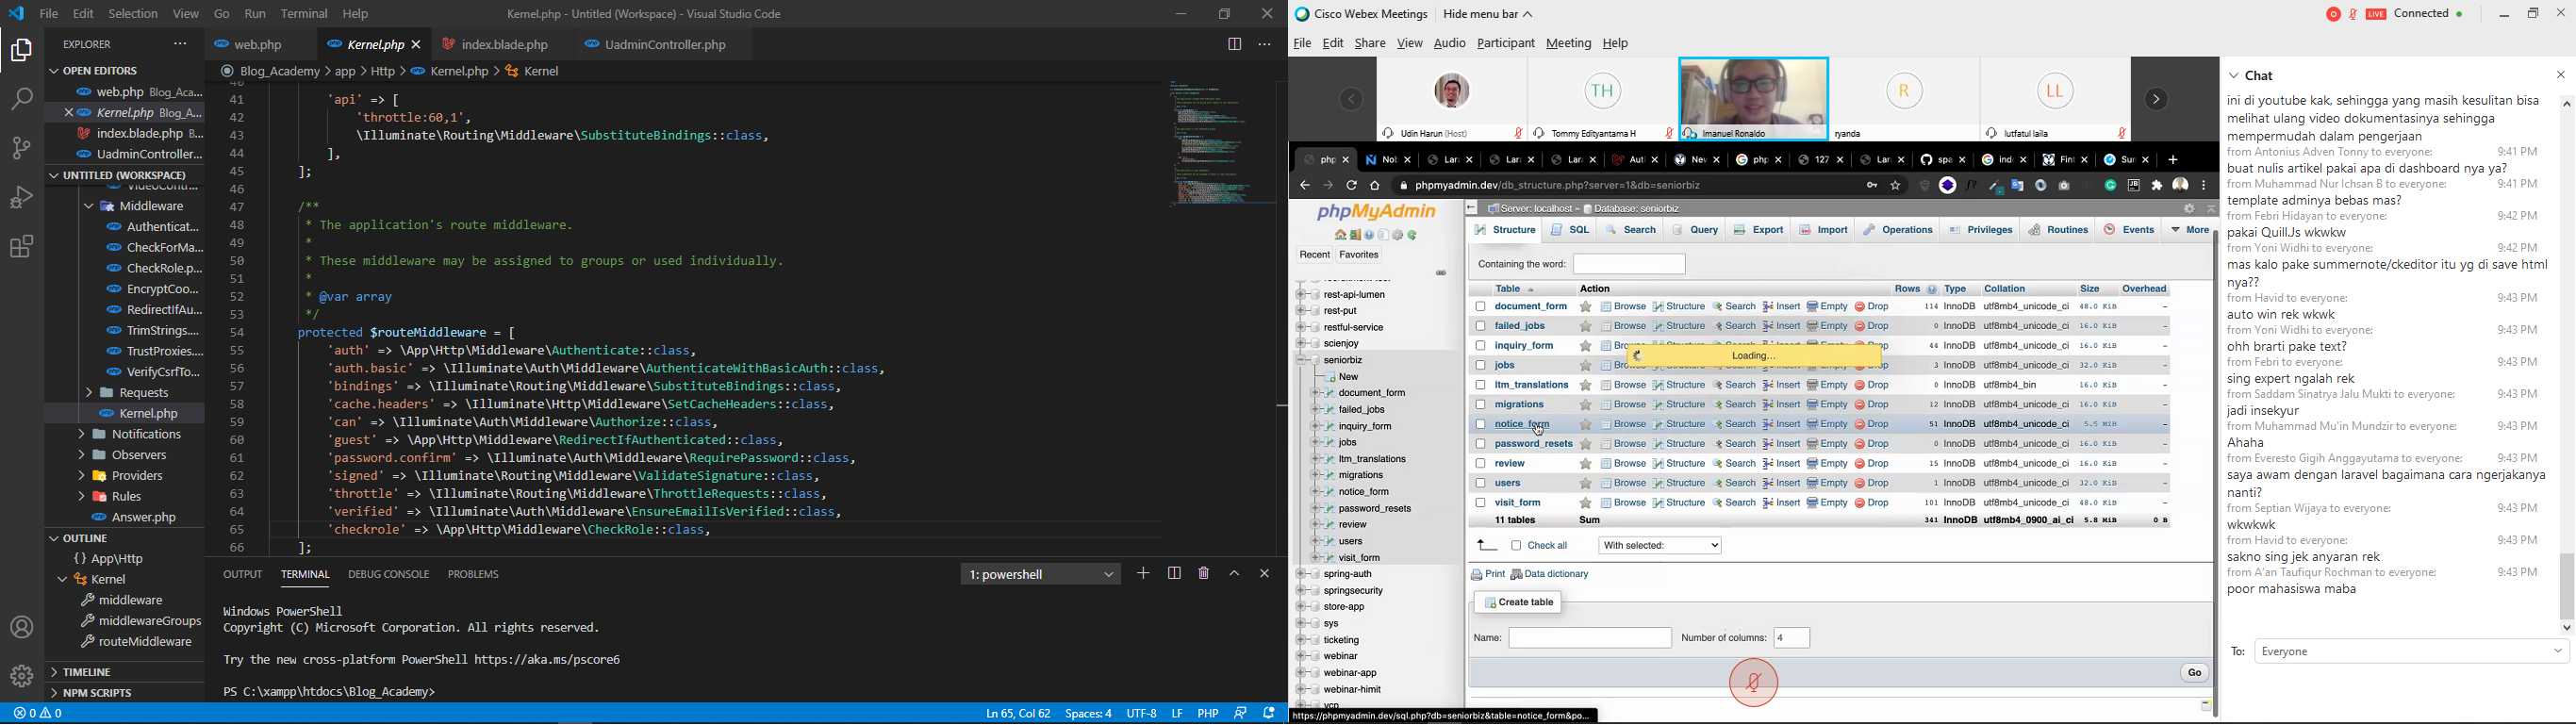 File Edit Selection View Go Run Terminal Help
Kernel.php - Untitled (Workspace) - Visual Studio Code
EXPLORER
OPEN EDITORS
web.php Blog_Aca...
Kernel.php Blog_A...
index.blade.php B...
UadminController...
UNTITLED (WORKSPACE)
VideoContr...
Middleware
Authenticat...
CheckForMa...
CheckRole.p...
EncryptCoo...
RedirectIfAu...
TrimStrings....
TrustProxies....
VerifyCsrfTo...
Requests
Kernel.php
Notifications
Observers
Providers
Rules
Answer.php
OUTLINE
{} App\Http
Kernel
middleware
middlewareGroups
routeMiddleware
TIMELINE
NPM SCRIPTS
web.php Kernel.php index.blade.php UadminController.php
Blog_Academy > app > Http > Kernel.php > Kernel
40
41 'api' => [
42 'throttle:60,1',
43 \Illuminate\Routing\Middleware\SubstituteBindings::class,
44 ],
45 ];
46
47 /**
48 * The application's route middleware.
49 *
50 * These middleware may be assigned to groups or used individually.
51 *
52 * @var array
53 */
54 protected $routeMiddleware = [
55 'auth' => \App\Http\Middleware\Authenticate::class,
56 'auth.basic' => \Illuminate\Auth\Middleware\AuthenticateWithBasicAuth::class,
57 'bindings' => \Illuminate\Routing\Middleware\SubstituteBindings::class,
58 'cache.headers' => \Illuminate\Http\Middleware\SetCacheHeaders::class,
59 'can' => \Illuminate\Auth\Middleware\Authorize::class,
60 'guest' => \App\Http\Middleware\RedirectIfAuthenticated::class,
61 'password.confirm' => \Illuminate\Auth\Middleware\RequirePassword::class,
62 'signed' => \Illuminate\Routing\Middleware\ValidateSignature::class,
63 'throttle' => \Illuminate\Routing\Middleware\ThrottleRequests::class,
64 'verified' => \Illuminate\Auth\Middleware\EnsureEmailIsVerified::class,
65 'checkrole' => \App\Http\Middleware\CheckRole::class,
66 ];
OUTPUT TERMINAL DEBUG CONSOLE PROBLEMS
1: powershell
Windows PowerShell
Copyright (C) Microsoft Corporation. All rights reserved.
Try the new cross-platform PowerShell https://aka.ms/pscore6
PS C:\xampp\htdocs\Blog_Academy>
0 0
Ln 65, Col 62 Spaces: 4 UTF-8 LF PHP
Cisco Webex Meetings Hide menu bar
LIVE Connected
File Edit Share View Audio Participant Meeting Help
TH R LL
Udin Harun (Host) Tommy Edityantama H Imanuel Ronaldo ryanda lutfatul laila
php Nol Lar Lar Lar Aut Nev php 127 Lar spa ind Fin Sun
phpmyadmin.dev/db_structure.php?server=1&db=seniorbiz
phpMyAdmin
Recent Favorites
rest-api-lumen
rest-put
restful-service
scienjoy
seniorbiz
New
document_form
failed_jobs
inquiry_form
jobs
ltm_translations
migrations
notice_form
password_resets
review
users
visit_form
spring-auth
springsecurity
store-app
sys
ticketing
webinar
webinar-app
webinar-himit
vcp
Server: localhost » Database: seniorbiz
Structure SQL Search Query Export Import Operations Privileges Routines Events More
Containing the word:
Table Action Rows Type Collation Size Overhead
document_form Browse Structure Search Insert Empty Drop 114 InnoDB utf8mb4_unicode_ci 48.0 KiB -
failed_jobs Browse Structure Search Insert Empty Drop 0 InnoDB utf8mb4_unicode_ci 16.0 KiB -
inquiry_form Browse Structure Search Insert Empty Drop 44 InnoDB utf8mb4_unicode_ci 16.0 KiB -
Loading...
jobs Browse Structure Search Insert Empty Drop 3 InnoDB utf8mb4_unicode_ci 32.0 KiB -
ltm_translations Browse Structure Search Insert Empty Drop 0 InnoDB utf8mb4_bin 16.0 KiB -
migrations Browse Structure Search Insert Empty Drop 12 InnoDB utf8mb4_unicode_ci 16.0 KiB -
notice_form Browse Structure Search Insert Empty Drop 51 InnoDB utf8mb4_unicode_ci 5.5 MiB -
password_resets Browse Structure Search Insert Empty Drop 0 InnoDB utf8mb4_unicode_ci 16.0 KiB -
review Browse Structure Search Insert Empty Drop 15 InnoDB utf8mb4_unicode_ci 16.0 KiB -
users Browse Structure Search Insert Empty Drop 1 InnoDB utf8mb4_unicode_ci 32.0 KiB -
visit_form Browse Structure Search Insert Empty Drop 101 InnoDB utf8mb4_unicode_ci 48.0 KiB -
11 tables Sum 341 InnoDB utf8mb4_0900_ai_ci 5.8 MiB 0 B
Check all With selected:
Print Data dictionary
Create table
Name: Number of columns: 4
Go
https://phpmyadmin.dev/sql.php?db=seniorbiz&table=notice_form&po...
Chat
ini di youtube kak, sehingga yang masih kesulitan bisa
melihat ulang video dokumentasinya sehingga
mempermudah dalam pengerjaan
from Antonius Adven Tonny to everyone: 9:41 PM
buat nulis artikel pakai apa di dashboard nya ya?
from Muhammad Nur Ichsan B to everyone: 9:41 PM
template adminya bebas mas?
from Febri Hidayan to everyone: 9:42 PM
pakai Quill.Js wkwkw
from Yoni Widhi to everyone: 9:42 PM
mas kalo pake summernote/ckeditor itu yg di save html
nya??
from Havid to everyone: 9:43 PM
auto win rek wkwk
from Yoni Widhi to everyone: 9:43 PM
ohh brarti pake text?
from Febri to everyone: 9:43 PM
sing expert ngalah rek
from Saddam Sinatrya Jalu Mukti to everyone: 9:43 PM
jadi insekyur
from Muhammad Mu'in Mundzir to everyone: 9:43 PM
Ahaha
from Everesto Gigih Anggayutama to everyone: 9:43 PM
saya awam dengan laravel bagaimana cara ngerjakanya
nanti?
from Septian Wijaya to everyone: 9:43 PM
wkwkwk
from Havid to everyone: 9:43 PM
sakno sing jek anyaran rek
from A'an Taufiqur Rochman to everyone: 9:43 PM
poor mahasiswa maba
To: Everyone